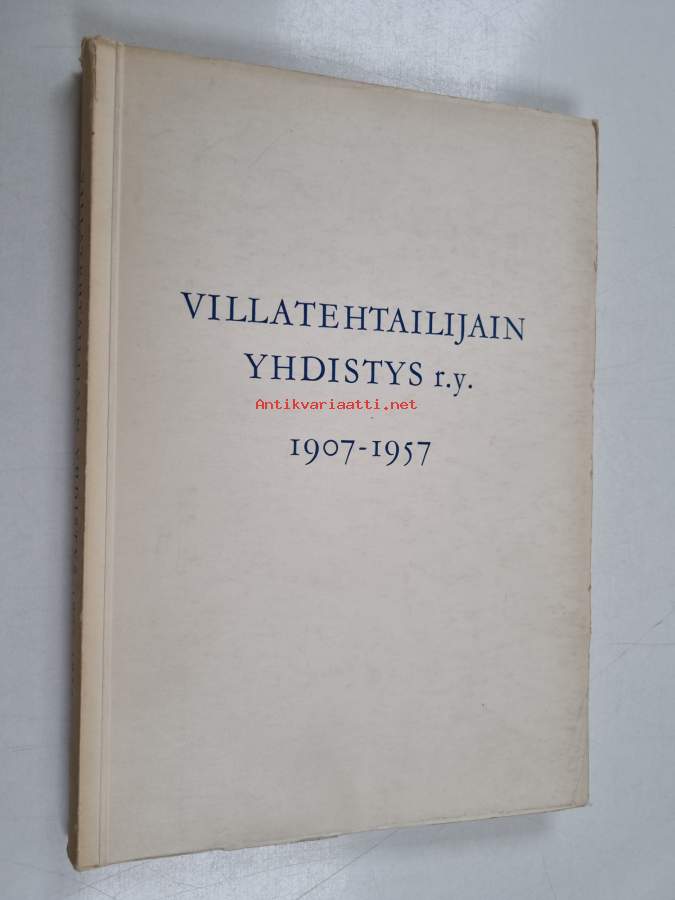 VILLATEHTAILIJAIN
YHDISTYS r.y.
Antikvariaatti.net
1907-1957